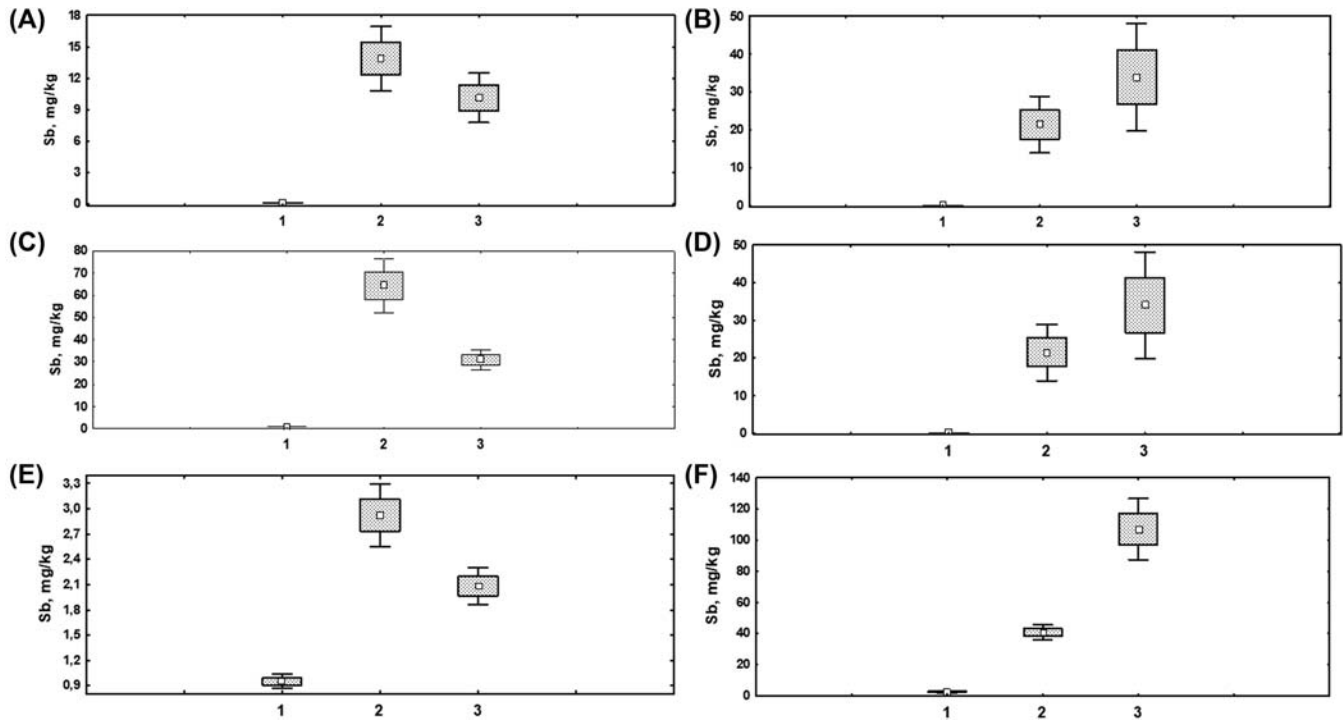 (A)
Sb, mg/kg
18
15
12
9
6
3
0
1 2 3
(B)
Sb, mg/kg
50
40
30
20
10
0
1 2 3
(C)
Sb, mg/kg
80
70
60
50
40
30
20
10
0
1 2 3
(D)
Sb, mg/kg
50
40
30
20
10
0
1 2 3
(E)
Sb, mg/kg
3,3
3,0
2,7
2,4
2,1
1,8
1,5
1,2
0,9
1 2 3
(F)
Sb, mg/kg
140
120
100
80
60
40
20
0
1 2 3